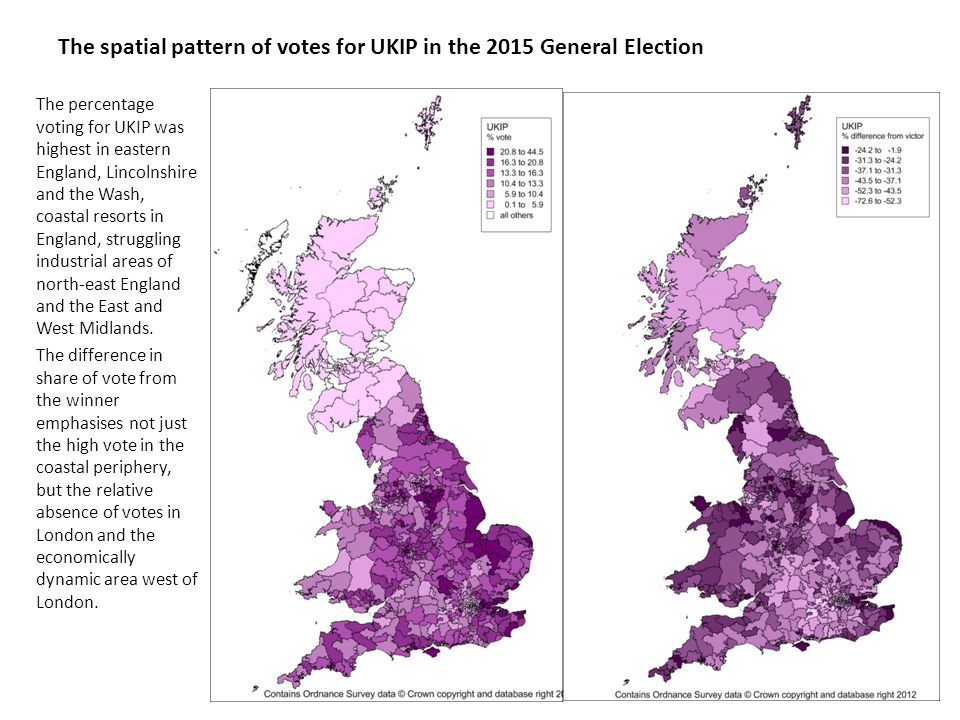 The spatial pattern of votes for UKIP in the 2015 General Election
The percentage
voting for UKIP was
highest in eastern
England, Lincolnshire
and the Wash,
coastal resorts in
England, struggling
industrial areas of
north-east England
and the East and
West Midlands.
The difference in
share of vote from
the winner
emphasises not just
the high vote in the
coastal periphery,
but the relative
absence of votes in
London and the
economically
dynamic area west of
London.
UKIP
% vote
20.8 to 44.5
16.3 to 20.8
13.3 to 16.3
10.4 to 13.3
5.9 to 10.4
0.1 to 5.9
all others
Contains Ordnance Survey data © Crown copyright and database right 20
UKIP
% difference from victor
-24.2 to -1.9
-31.3 to -24.2
-37.1 to -31.3
-43.5 to -37.1
-52.3 to -43.5
-72.6 to -52.3
Contains Ordnance Survey data © Crown copyright and database right 2012